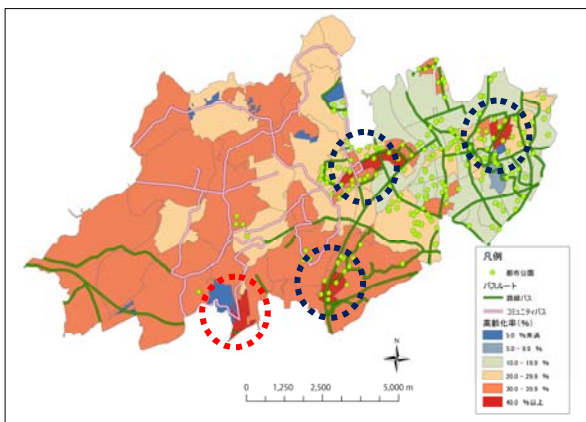 凡例
都市公園
バスルート
路線バス
コミュニティバス
高齢化率(%)
5.0 %未満
5.0 - 9.9 %
10.0 - 19.9 %
20.0 - 29.9 %
30.0 - 39.9 %
40.0 %以上
N
0 1,250 2,500 5,000 m